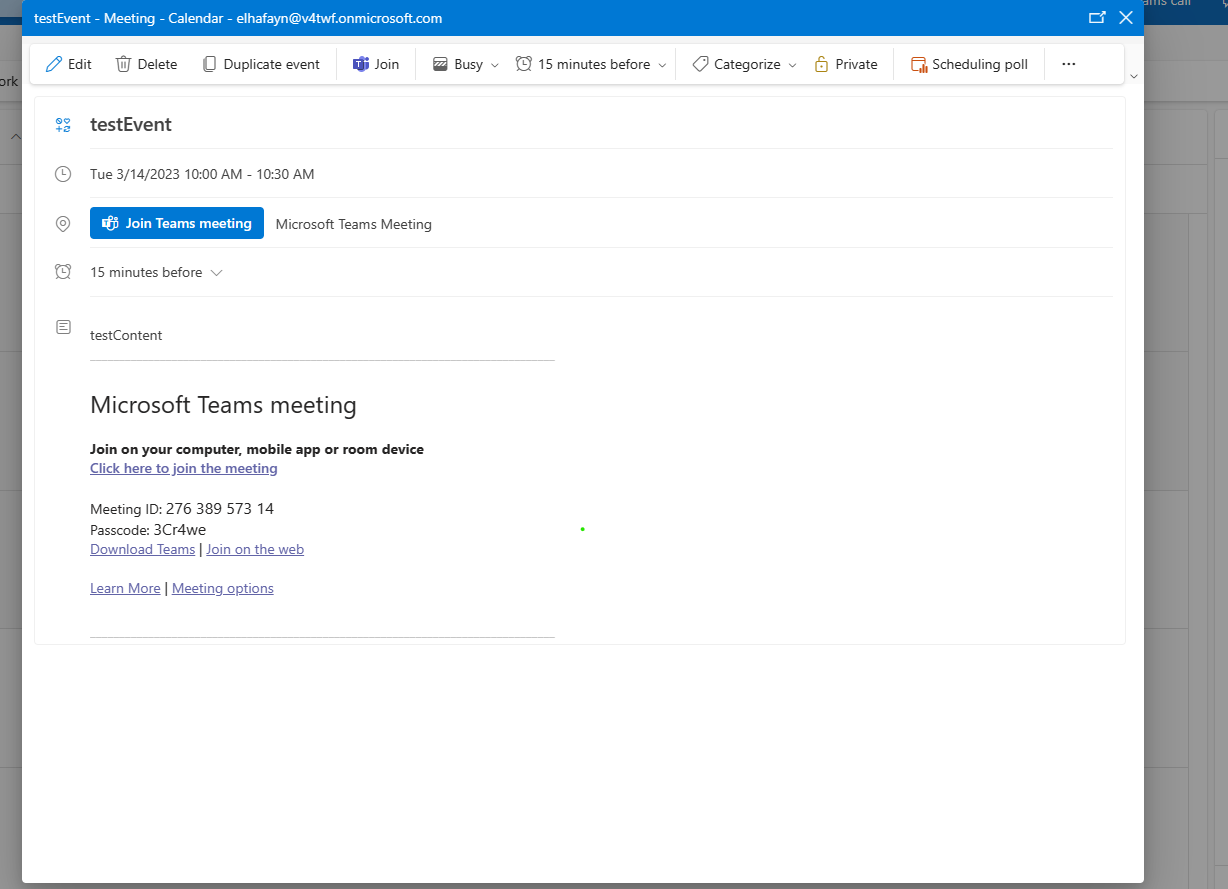 testEvent - Meeting - Calendar - elhafayn@v4twf.onmicrosoft.com
ams call
Edit Delete Duplicate event Join Busy 15 minutes before Categorize Private Scheduling poll ...
ork
testEvent
Tue 3/14/2023 10:00 AM - 10:30 AM
Join Teams meeting Microsoft Teams Meeting
15 minutes before
testContent
Microsoft Teams meeting
Join on your computer, mobile app or room device
Click here to join the meeting
Meeting ID: 276 389 573 14
Passcode: 3Cr4we
Download Teams | Join on the web
Learn More | Meeting options